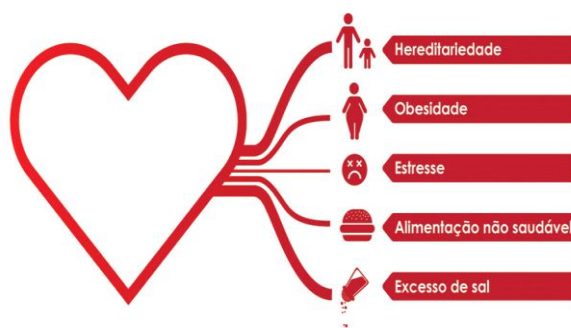 Hereditariedade
Obesidade
Estresse
Alimentação não saudável
Excesso de sal